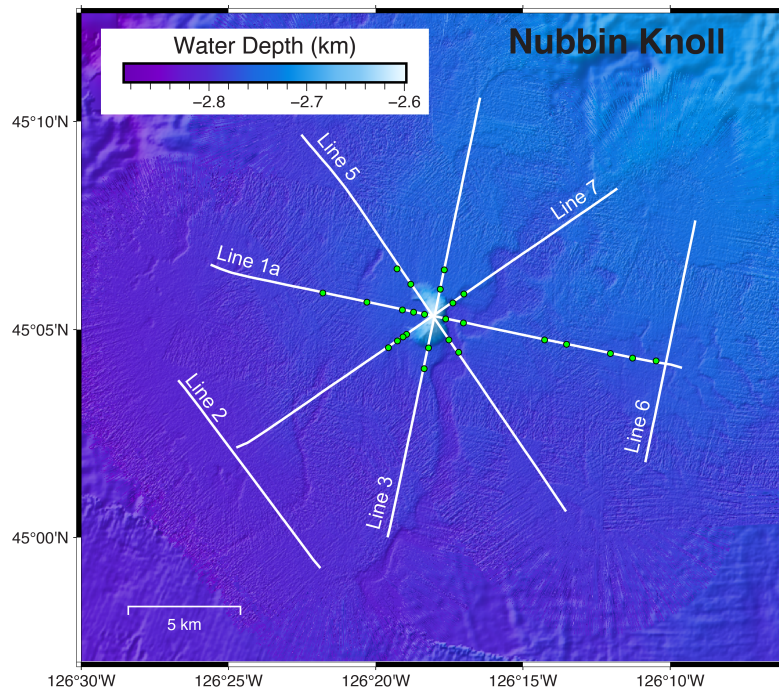 Nubbin Knoll
Water Depth (km)
−2.8 −2.7 −2.6
45°10'N
Line 5
Line 7
Line 1a
45°05'N
Line 2
Line 6
Line 3
45°00'N
5 km
126°30'W 126°25'W 126°20'W 126°15'W 126°10'W